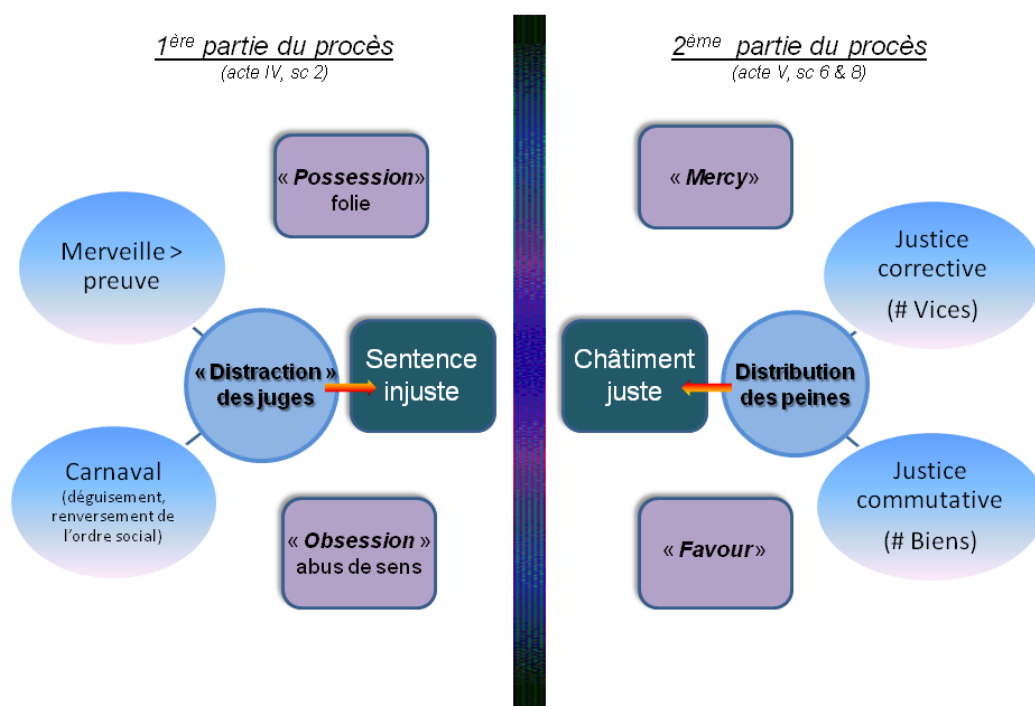 1ère partie du procès
(acte IV, sc 2)
« Possession»
folie
Merveille >
preuve
« Distraction »
des juges
Sentence
injuste
Carnaval
(déguisement,
renversement de
l'ordre social)
« Obsession »
abus de sens
2ème partie du procès
(acte V, sc 6 & 8)
« Mercy»
Justice
corrective
(# Vices)
Châtiment
juste
Distribution
des peines
Justice
commutative
(# Biens)
« Favour»